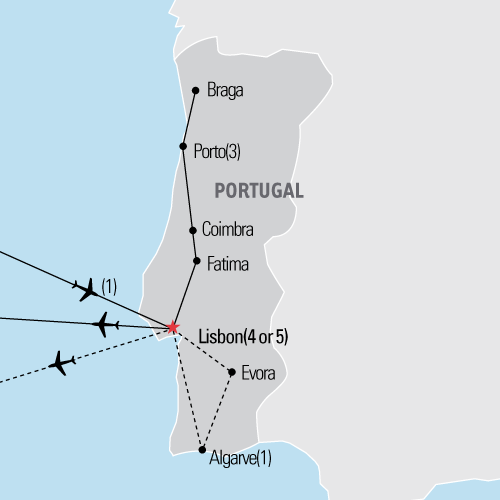 Braga
Porto(3)
PORTUGAL
Coimbra
Fatima
(1)
Lisbon(4 or 5)
Evora
Algarve(1)